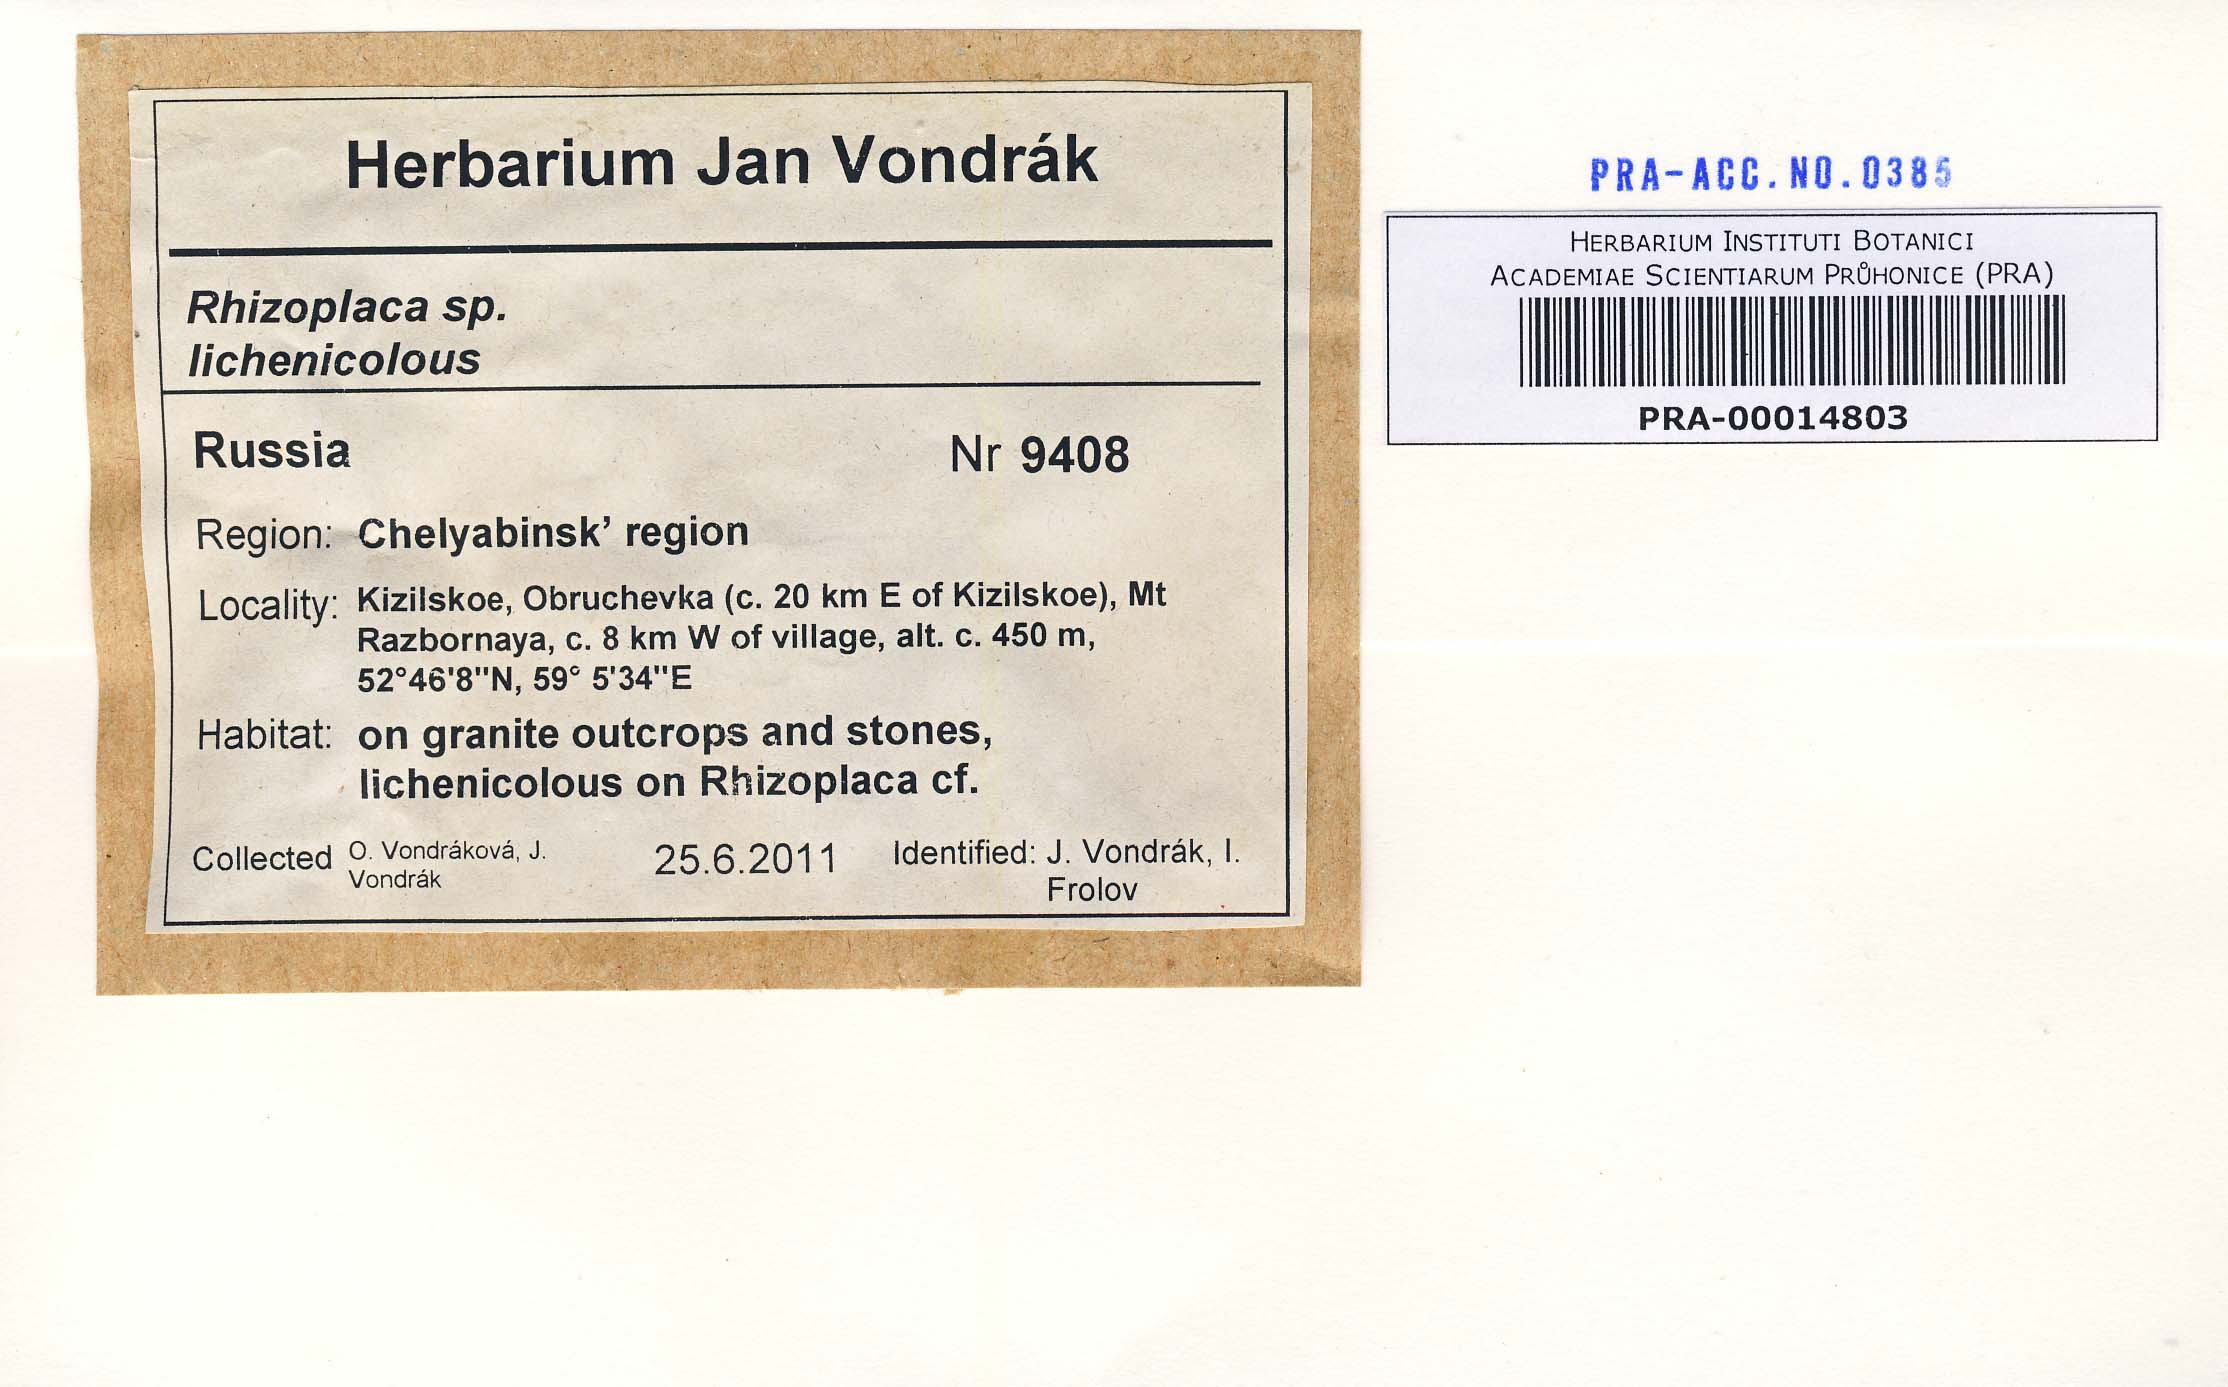 Herbarium Jan Vondrák
Rhizoplaca sp.
lichenicolous
Russia Nr 9408
Region: Chelyabinsk' region
Locality: Kizilskoe, Obruchevka (c. 20 km E of Kizilskoe), Mt
Razbornaya, c. 8 km W of village, alt. c. 450 m,
52°46'8"N, 59° 5'34"E
Habitat: on granite outcrops and stones,
lichenicolous on Rhizoplaca cf.
Collected O. Vondráková, J. Vondrák 25.6.2011 Identified: J. Vondrák, I. Frolov
PRA-ACC.NO.0385
HERBARIUM INSTITUTI BOTANICI
ACADEMIAE SCIENTIARUM PRŮHONICE (PRA)
PRA-00014803